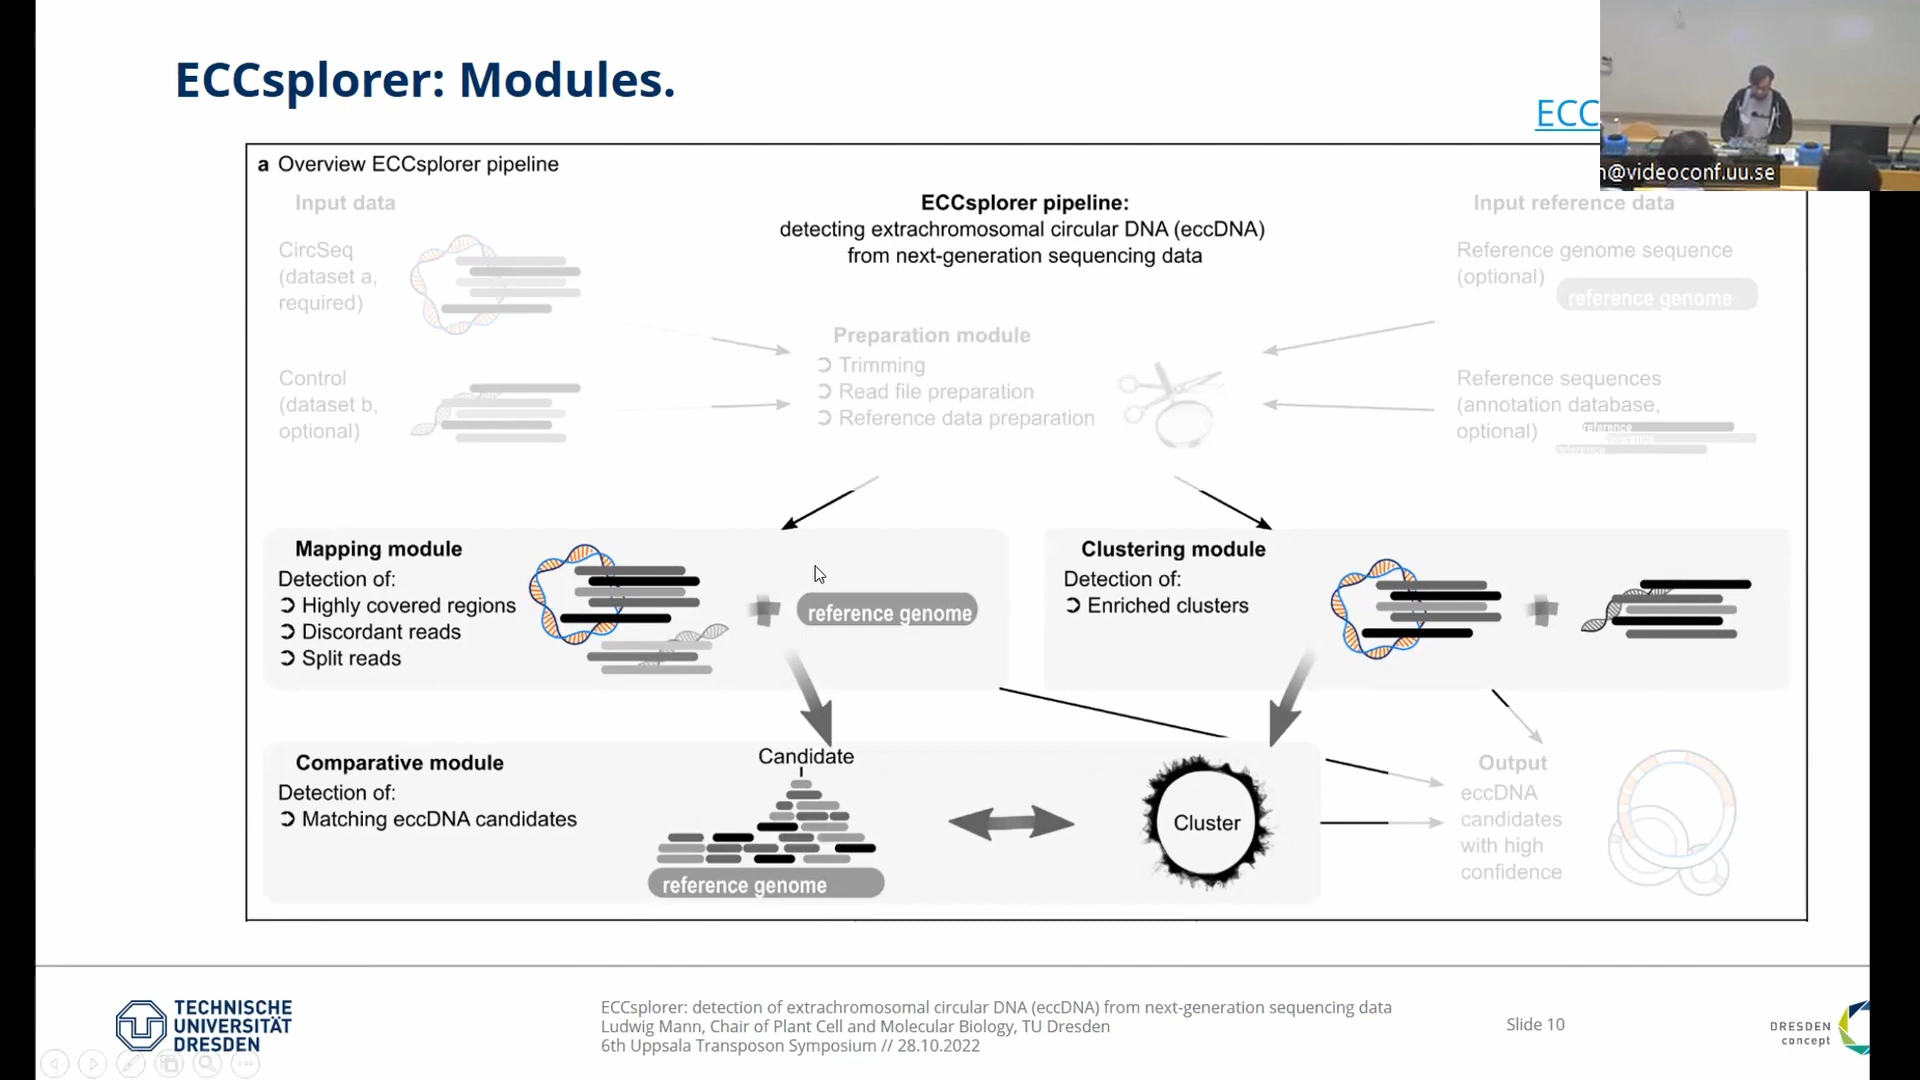 ECCsplorer: Modules.
ECC
n@videoconf.uu.se
a Overview ECCsplorer pipeline
Input data
ECCsplorer pipeline:
detecting extrachromosomal circular DNA (eccDNA)
from next-generation sequencing data
Input reference data
CircSeq
(dataset a,
required)
Reference genome sequence
(optional)
reference genome
Preparation module
Trimming
Read file preparation
Reference data preparation
Control
(dataset b,
optional)
Reference sequences
(annotation database,
optional)
reference
Mapping module
Detection of:
Highly covered regions
Discordant reads
Split reads
reference genome
Clustering module
Detection of:
Enriched clusters
Comparative module
Detection of:
Matching eccDNA candidates
Candidate
reference genome
Cluster
Output
eccDNA
candidates
with high
confidence
TECHNISCHE
UNIVERSITÄT
DRESDEN
ECCsplorer: detection of extrachromosomal circular DNA (eccDNA) from next-generation sequencing data
Ludwig Mann, Chair of Plant Cell and Molecular Biology, TU Dresden
6th Uppsala Transposon Symposium // 28.10.2022
Slide 10
DRESDEN
concept